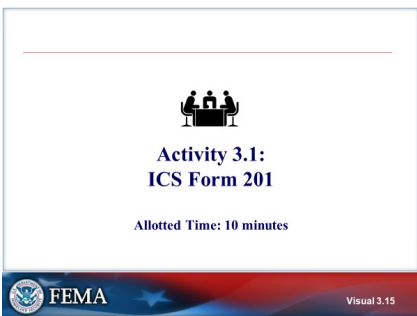 Activity 3.1:
ICS Form 201
Allotted Time: 10 minutes
FEMA
Visual 3.15